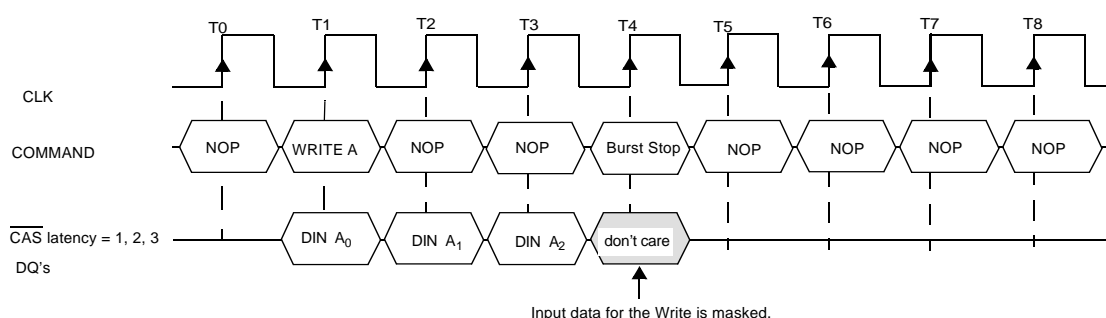 T0 T1 T2 T3 T4 T5 T6 T7 T8
CLK
COMMAND NOP WRITE A NOP NOP Burst Stop NOP NOP NOP NOP
CAS latency = 1, 2, 3 DIN A0 DIN A1 DIN A2 don't care
DQ's
Input data for the Write is masked.